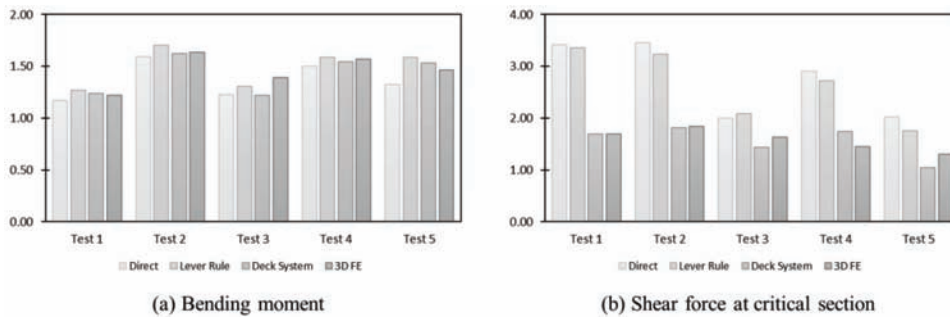 2.00
1.50
1.00
0.50
0.00
Test 1 Test 2 Test 3 Test 4 Test 5
Direct Lever Rule Deck System 3D FE
(a) Bending moment
4.00
3.00
2.00
1.00
0.00
Test 1 Test 2 Test 3 Test 4 Test 5
Direct Lever Rule Deck System 3D FE
(b) Shear force at critical section